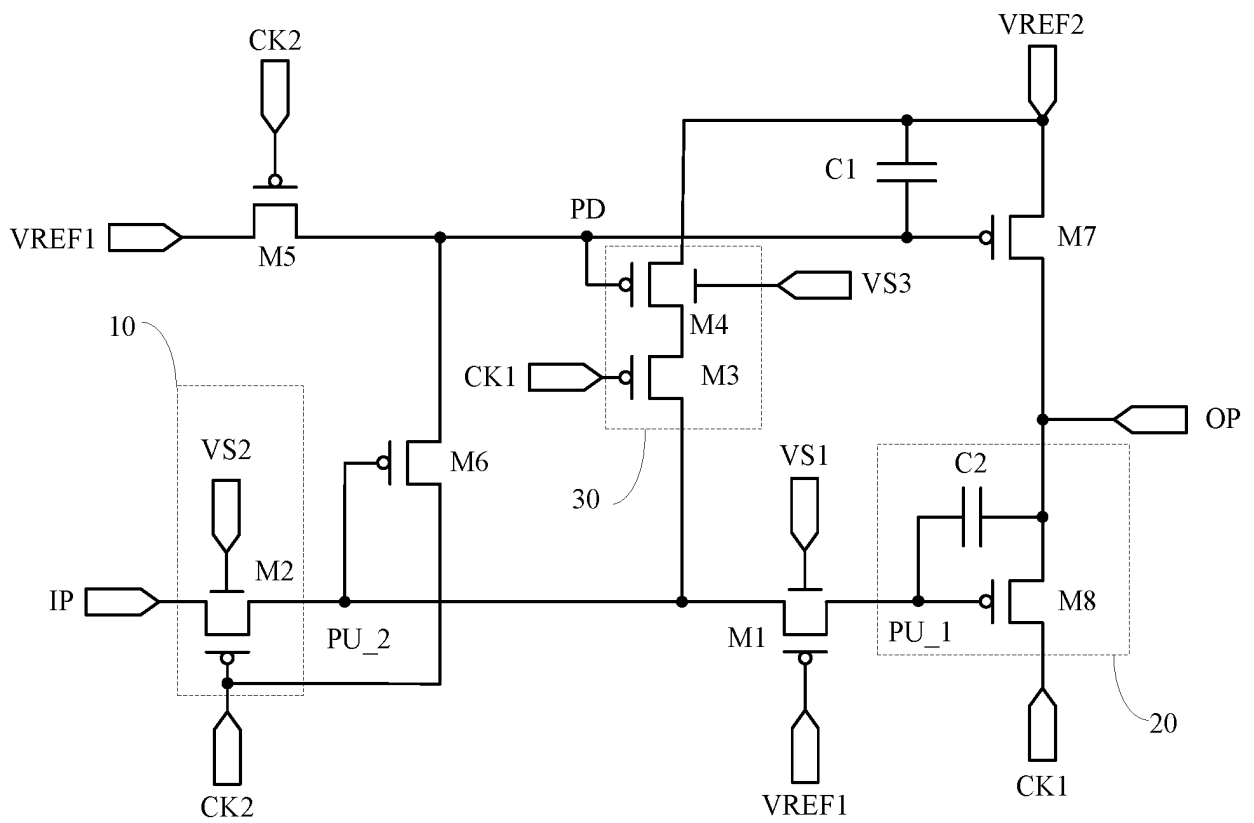 CK2
VREF2
C1
PD
M7
VREF1
M5
VS3
M4
10
CK1
M3
OP
VS2
M6
30
VS1
C2
IP
M2
M8
PU_2
M1
PU_1
20
CK2
VREF1
CK1